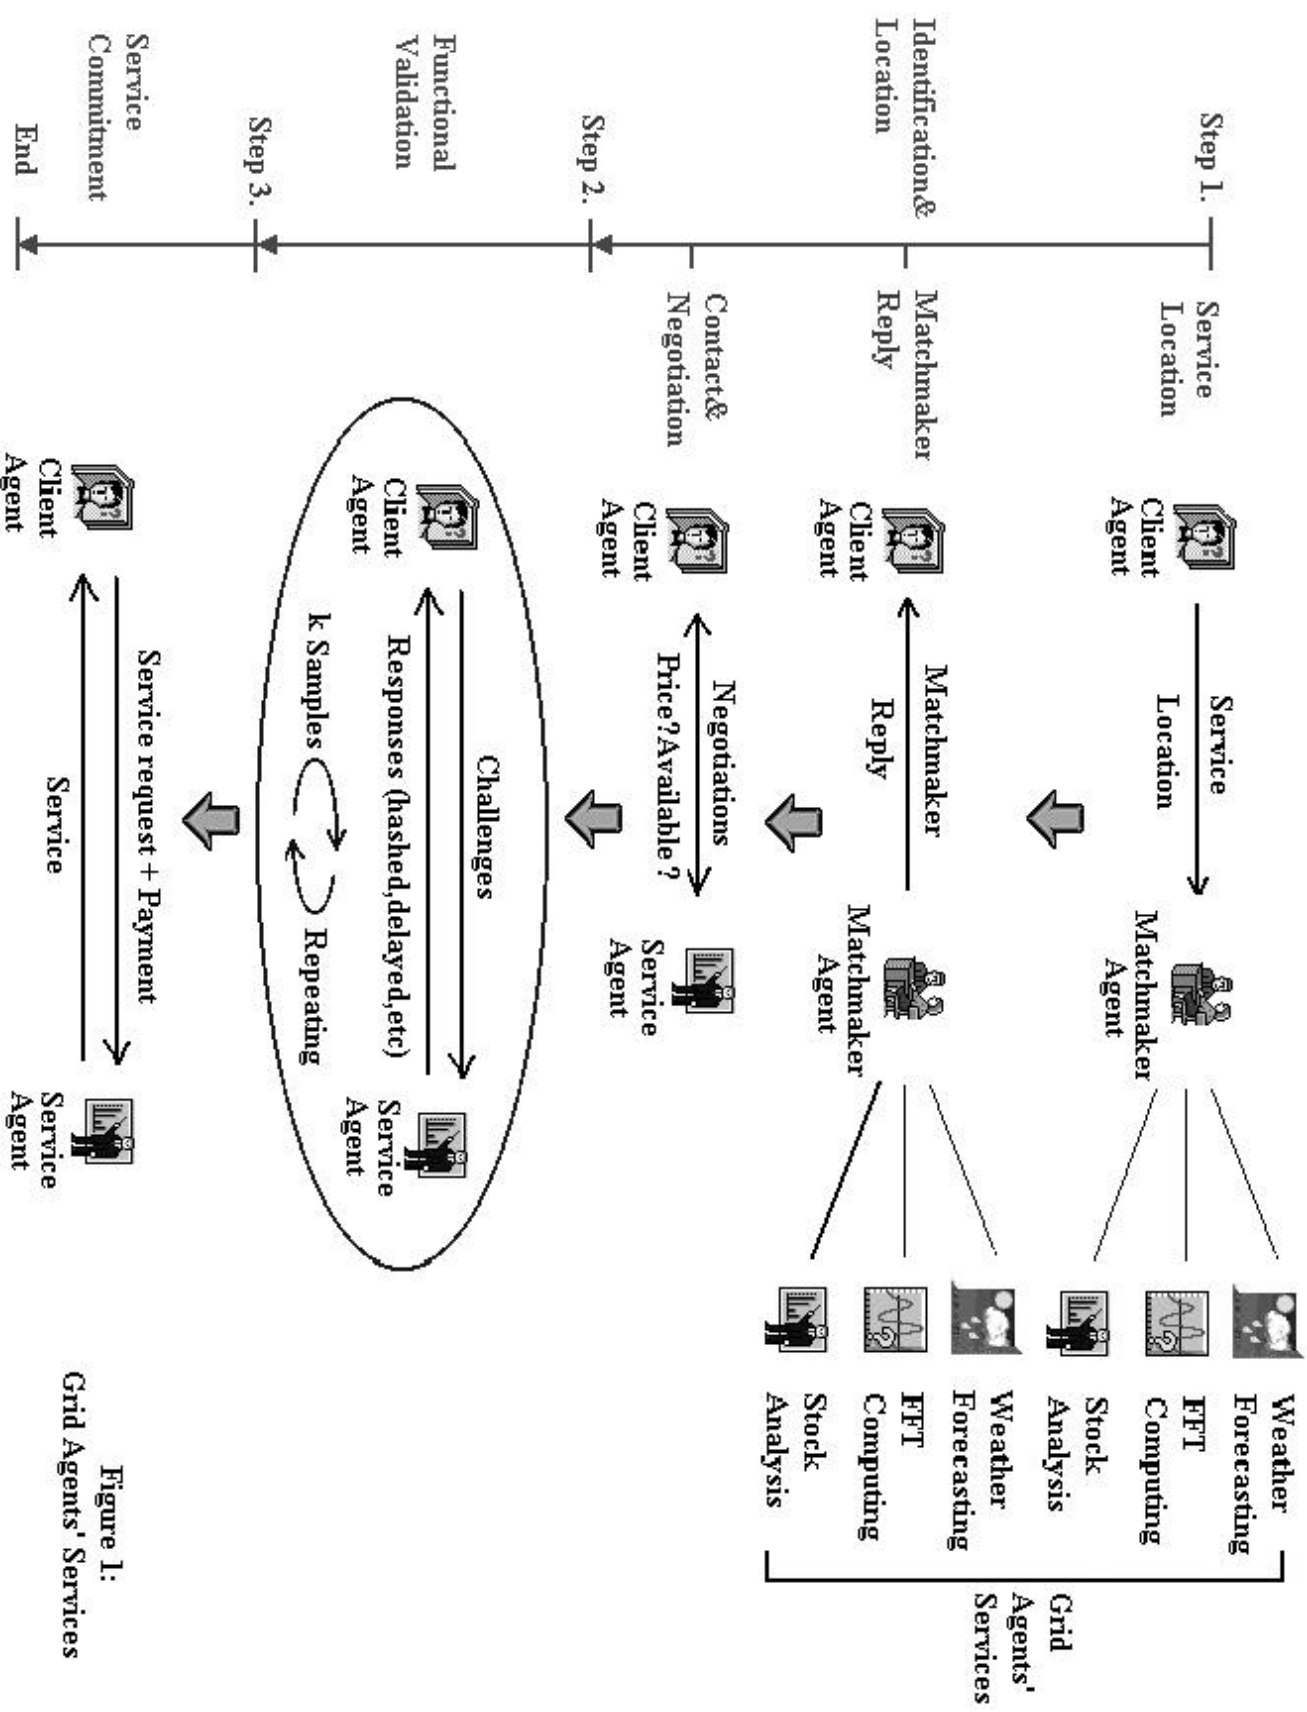 Step 1.
Service
Location
Client
Agent
Service
Location
Matchmaker
Agent
Weather
Forecasting
FFT
Computing
Stock
Analysis
Identification&
Location
Matchmaker
Reply
Client
Agent
Matchmaker
Reply
Matchmaker
Agent
Weather
Forecasting
FFT
Computing
Stock
Analysis
Grid
Agents'
Services
Contact&
Negotiation
Client
Agent
Negotiations
Price?Available?
Service
Agent
Step 2.
Functional
Validation
Client
Agent
Challenges
Responses (hashed,delayed,etc)
k Samples
Repeating
Service
Agent
Step 3.
Service
Commitment
Client
Agent
Service request + Payment
Service
Service
Agent
End
Figure 1:
Grid Agents' Services